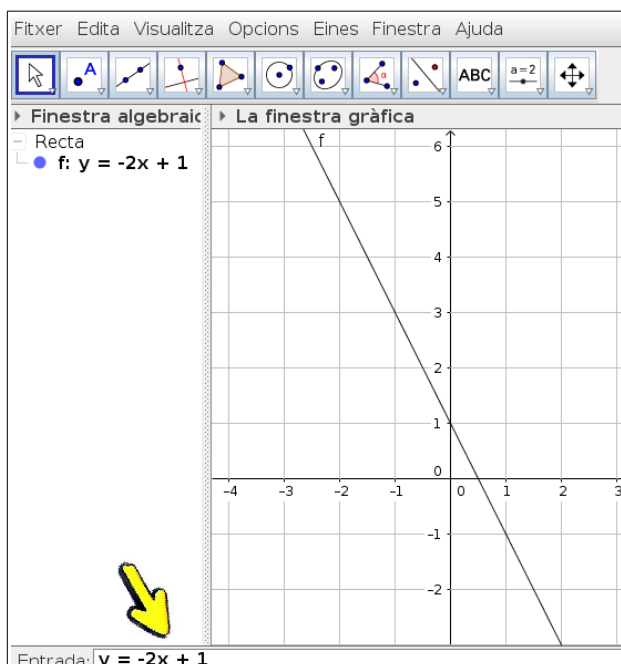 Fitxer Edita Visualitza Opcions Eines Finestra Ajuda
A α ABC a=2
Finestra algebraic
La finestra gràfica
Recta
f: y = -2x + 1
f
6
5
4
3
2
1
0
-4 -3 -2 -1 0 1 2 3
-1
-2
Entrada: y = -2x + 1